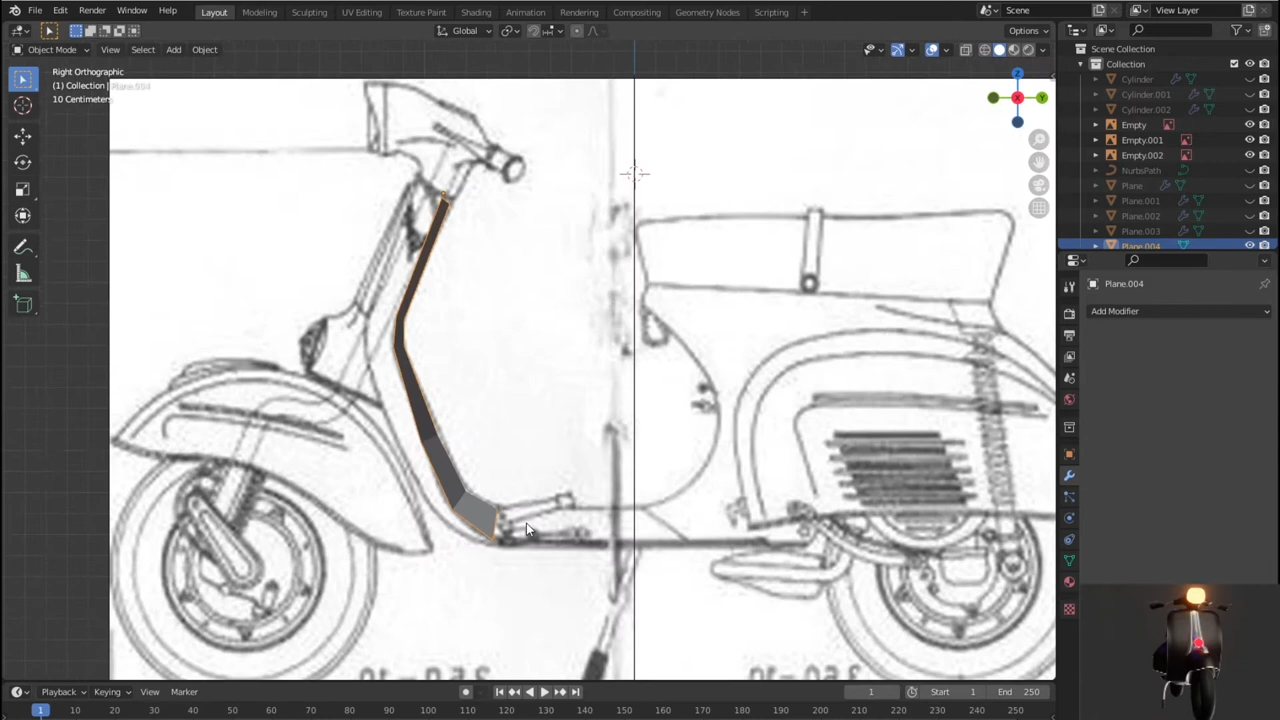 File Edit Render Window Help Layout Modeling Sculpting UV Editing Texture Paint Shading Animation Rendering Compositing Geometry Nodes Scripting + Scene View Layer
Object Mode View Select Add Object Global Options
Right Orthographic
(1) Collection | Plane.004
10 Centimeters
Scene Collection
Collection
Cylinder
Cylinder.001
Cylinder.002
Empty
Empty.001
Empty.002
NurbsPath
Plane
Plane.001
Plane.002
Plane.003
Plane.004
Plane.004
Add Modifier
Z
X
Y
Playback Keying View Marker 1 Start 1 End 250
1 10 20 30 40 50 60 70 80 90 100 110 120 130 140 150 160 170 180 190 200 210 220 230 240 250